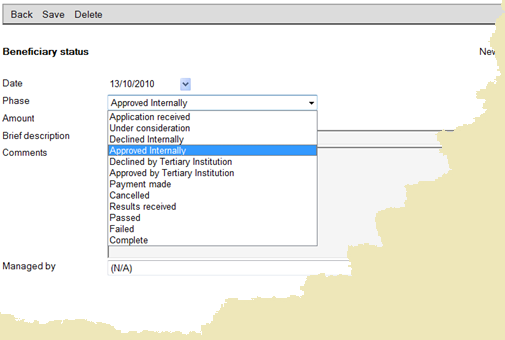 Back Save Delete
Beneficiary status New
Date 13/10/2010
Phase Approved Internally
Amount
Brief description
Comments
Application received
Under consideration
Declined Internally
Approved Internally
Declined by Tertiary Institution
Approved by Tertiary Institution
Payment made
Cancelled
Results received
Passed
Failed
Complete
Managed by (N/A)